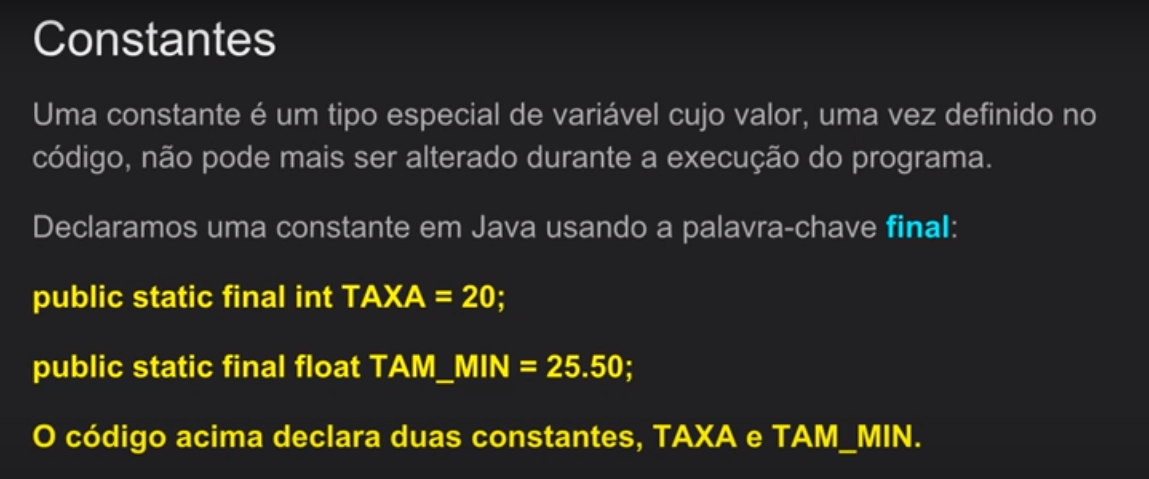 Constantes
Uma constante é um tipo especial de variável cujo valor, uma vez definido no
código, não pode mais ser alterado durante a execução do programa.
Declaramos uma constante em Java usando a palavra-chave final:
public static final int TAXA = 20;
public static final float TAM_MIN = 25.50;
O código acima declara duas constantes, TAXA e TAM_MIN.